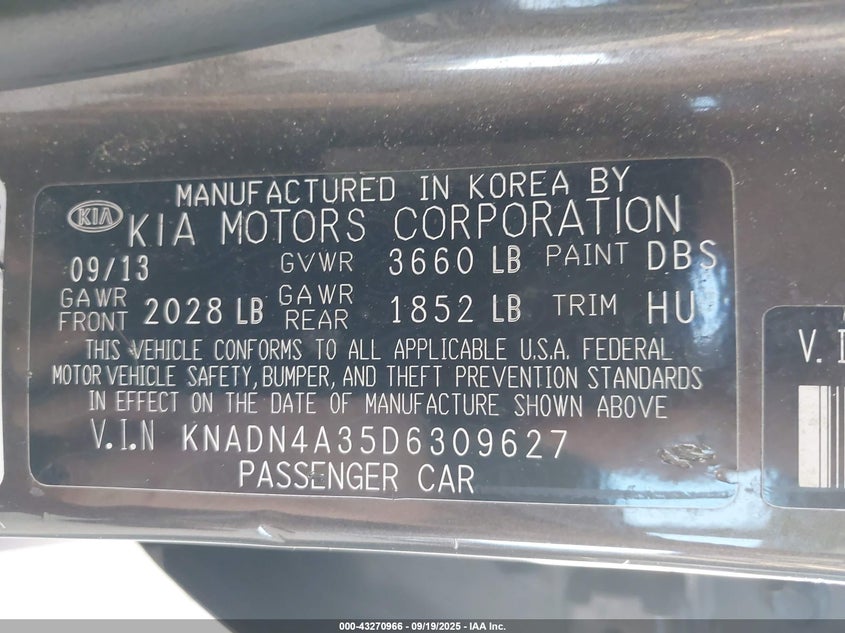 MANUFACTURED IN KOREA BY
KIA KIA MOTORS CORPORATION
09/13 GVWR 3660 LB PAINT DBS
GAWR FRONT 2028 LB GAWR REAR 1852 LB TRIM HU
THIS VEHICLE CONFORMS TO ALL APPLICABLE U.S.A. FEDERAL
MOTOR VEHICLE SAFETY, BUMPER, AND THEFT PREVENTION STANDARDS
IN EFFECT ON THE DATE OF MANUFACTURE SHOWN ABOVE
V.I.N KNADN4A35D6309627
PASSENGER CAR
V. I
000-43270966 - 09/19/2025 - IAA Inc.